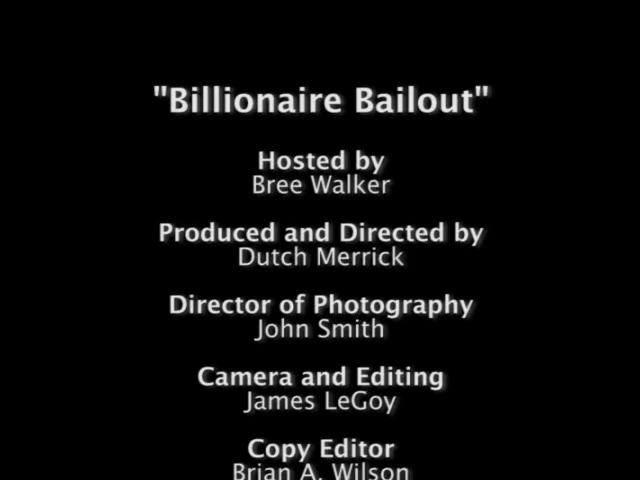 "Billionaire Bailout"
Hosted by
Bree Walker
Produced and Directed by
Dutch Merrick
Director of Photography
John Smith
Camera and Editing
James LeGoy
Copy Editor
Brian A. Wilson